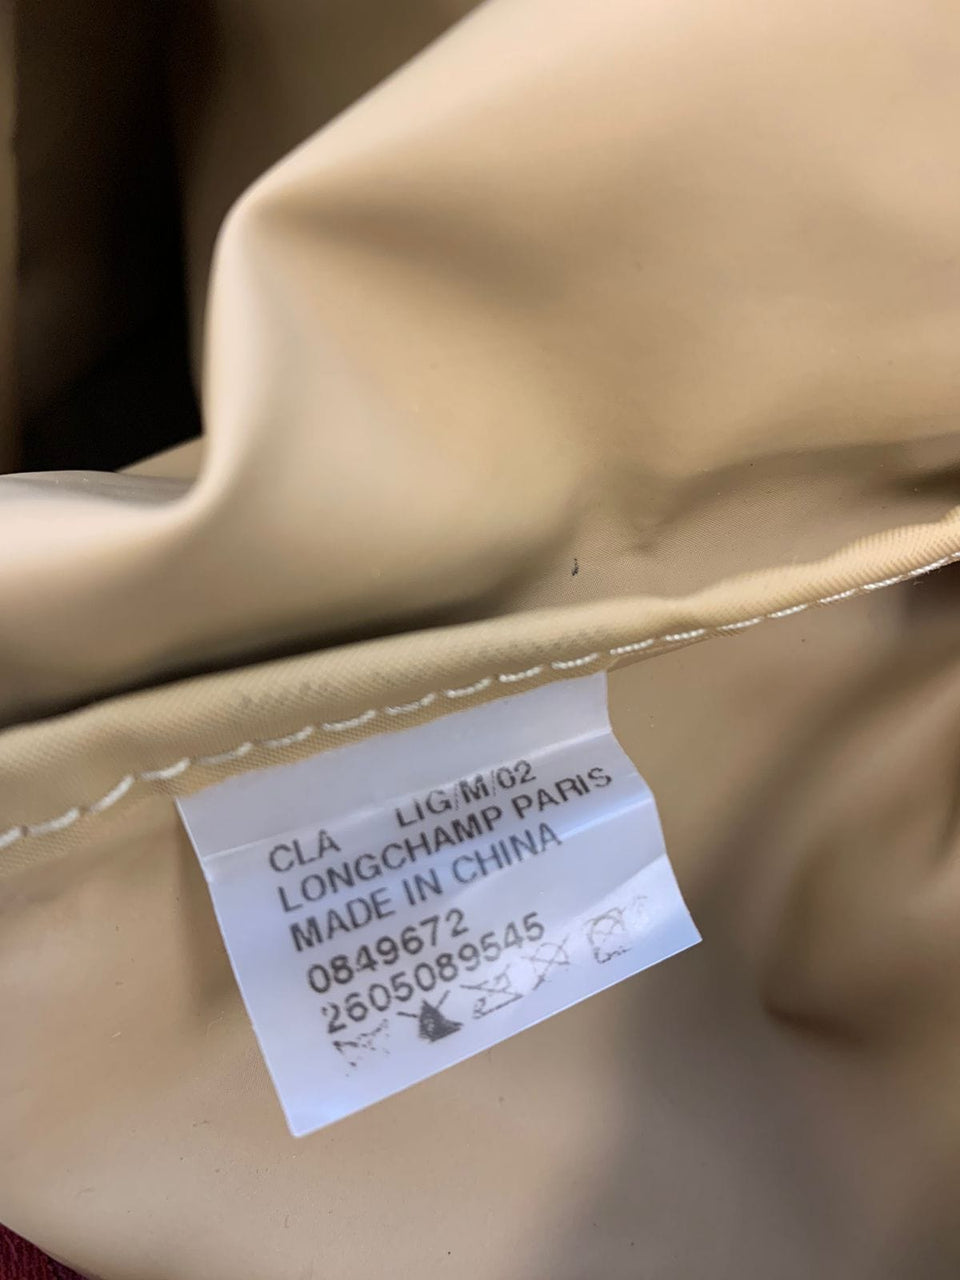 CLA LIG/M/02
LONGCHAMP PARIS
MADE IN CHINA
0849672
2605089545